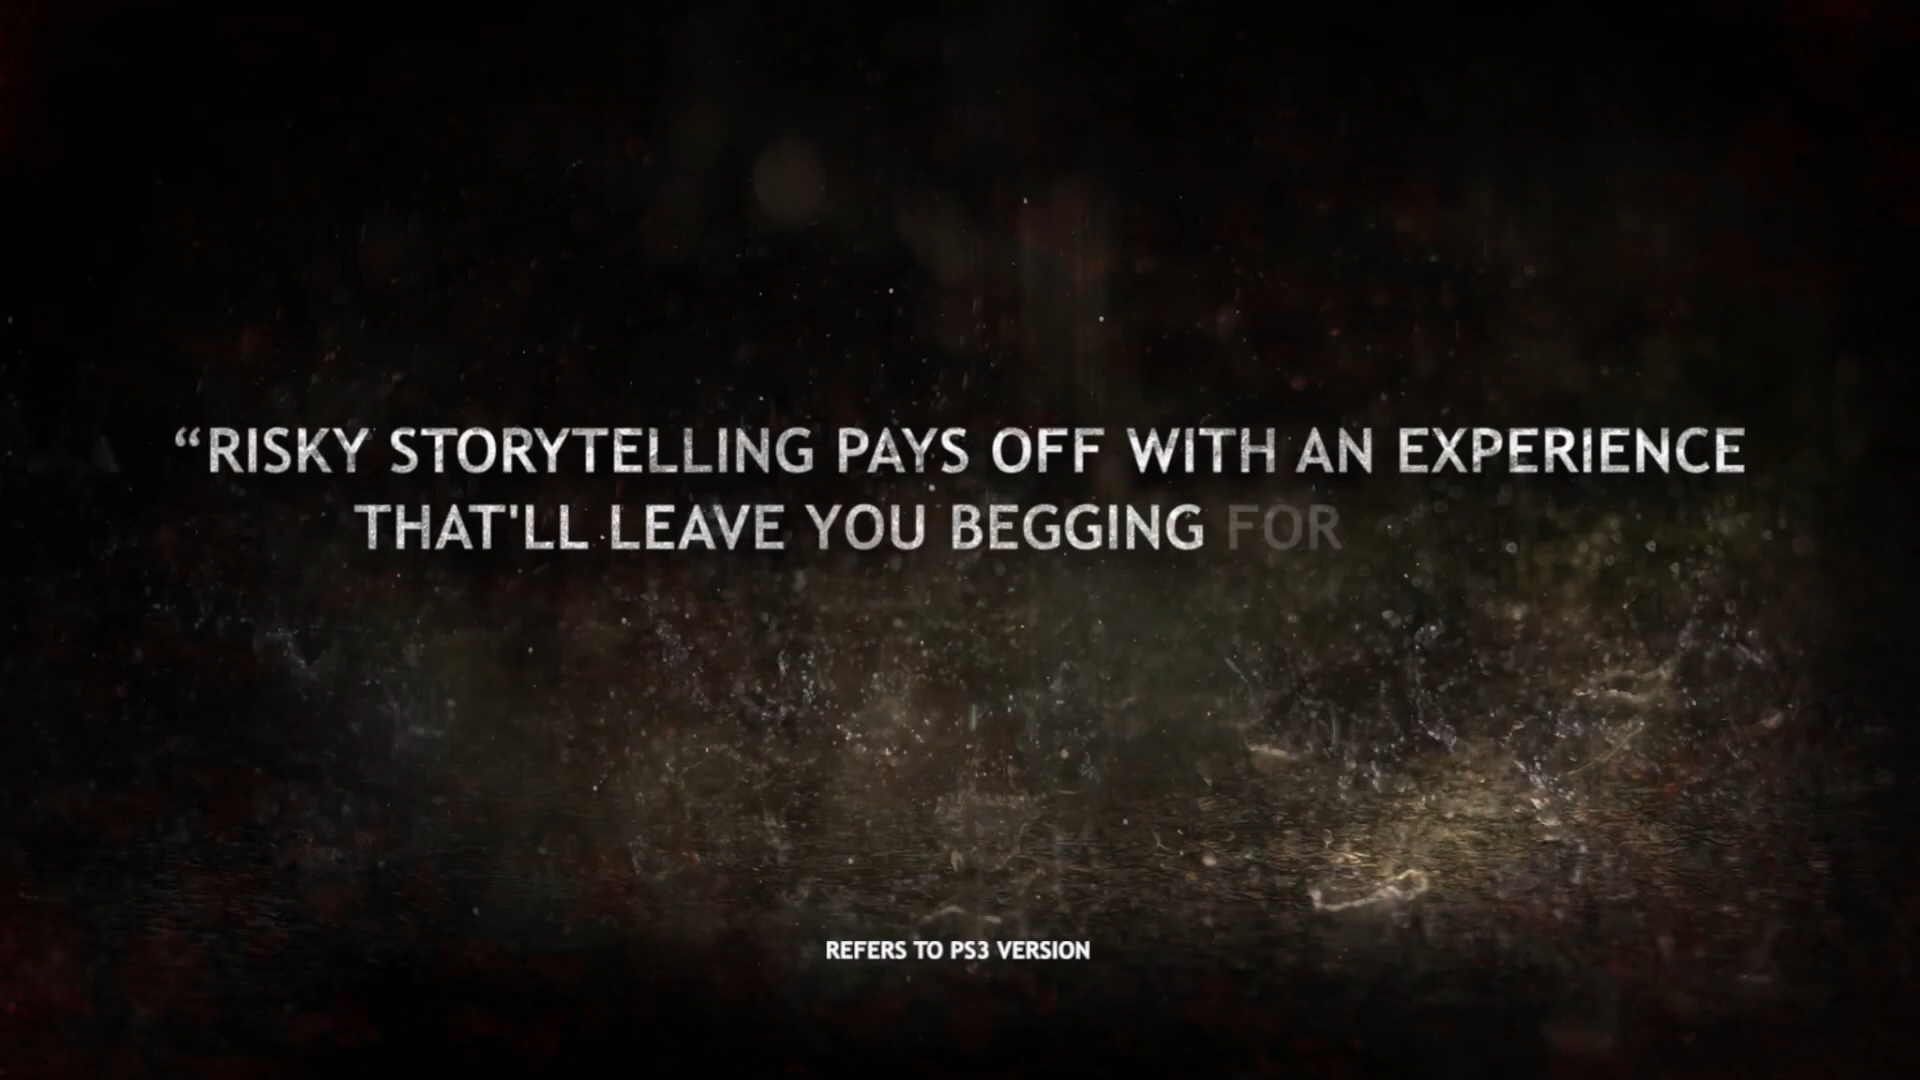 “RISKY STORYTELLING PAYS OFF WITH AN EXPERIENCE
THAT'LL LEAVE YOU BEGGING FOR
REFERS TO PS3 VERSION